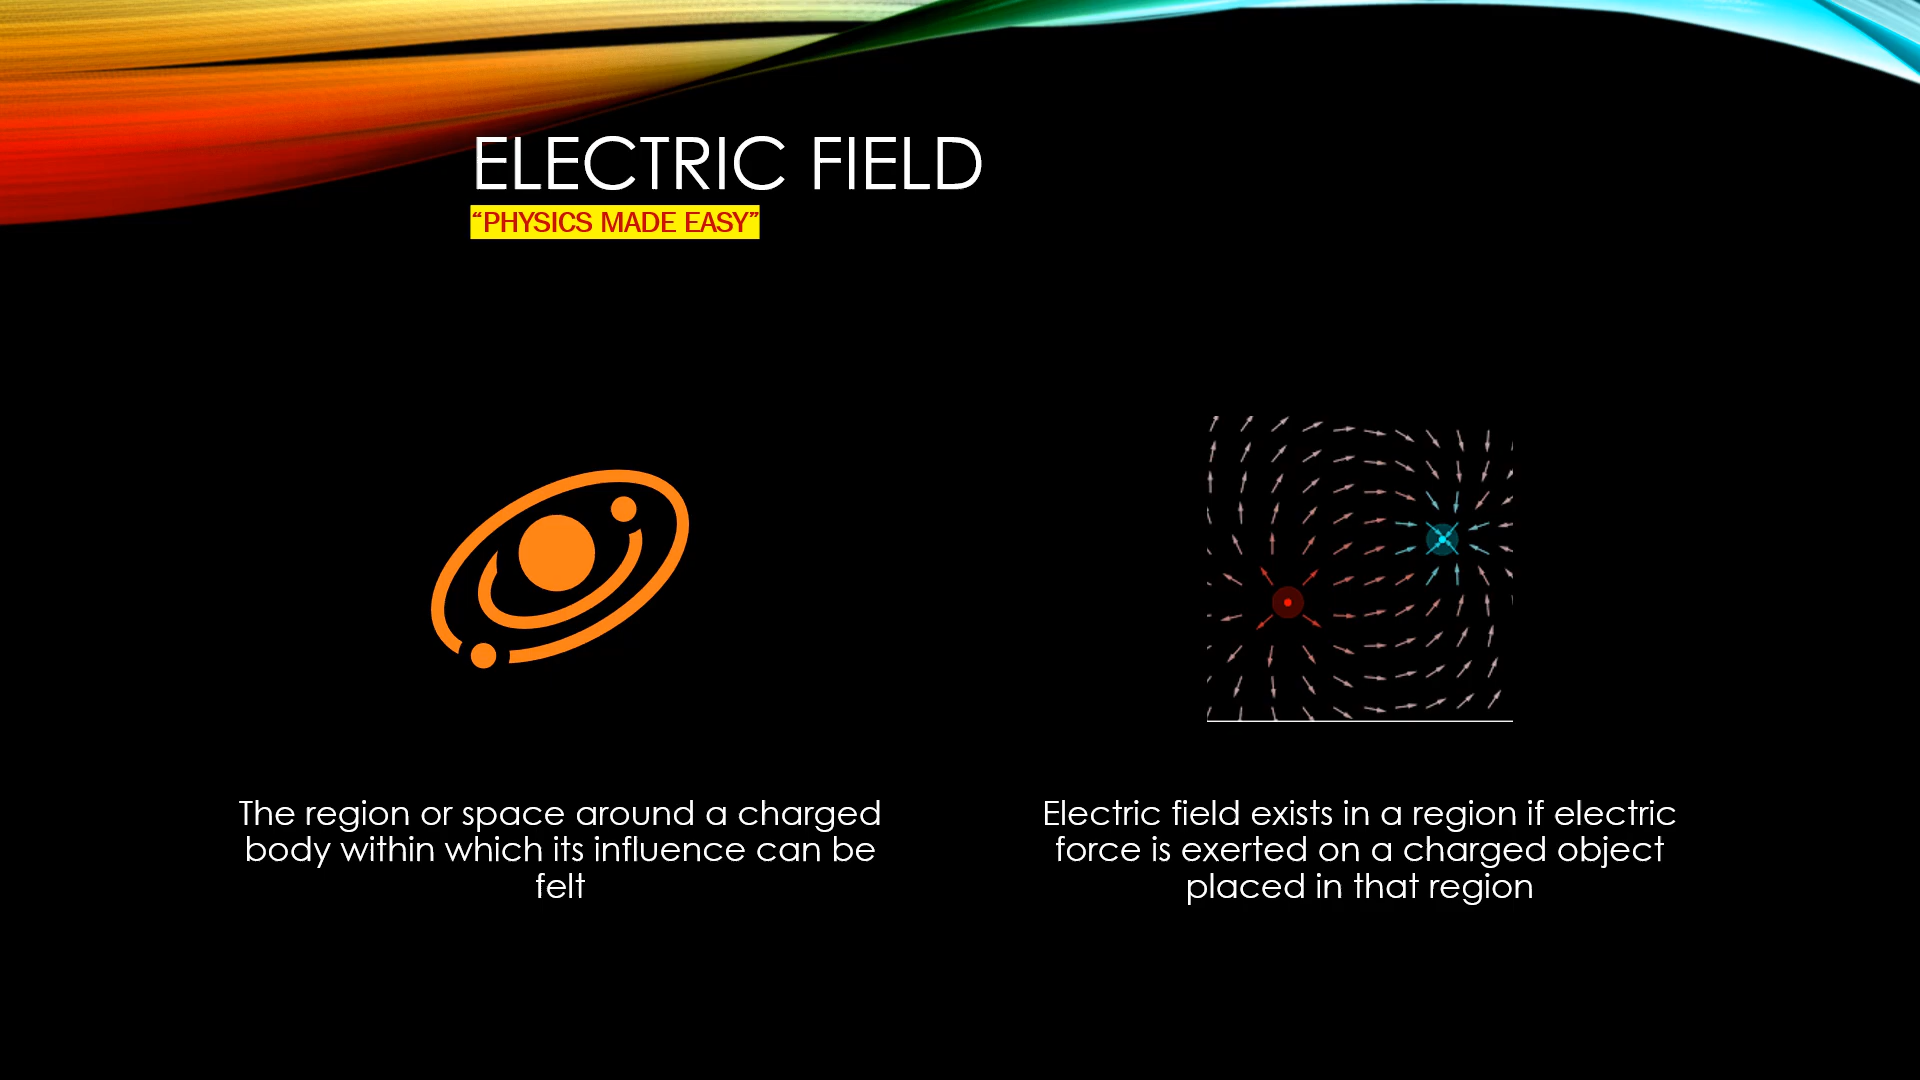 ELECTRIC FIELD
“PHYSICS MADE EASY”
The region or space around a charged
body within which its influence can be
felt
Electric field exists in a region if electric
force is exerted on a charged object
placed in that region